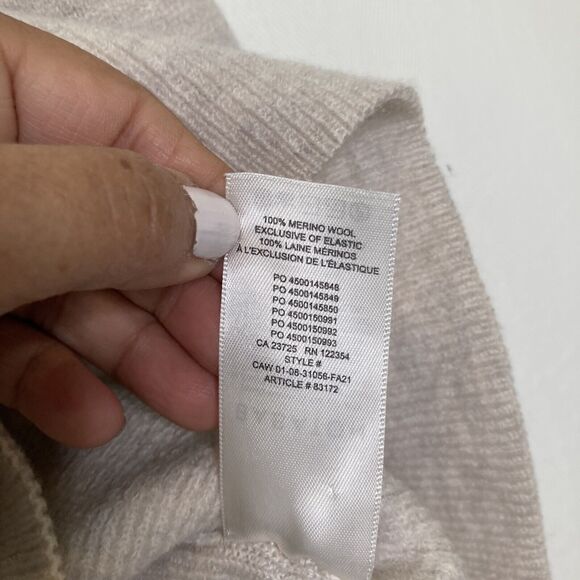 100% MERINO WOOL
EXCLUSIVE OF ELASTIC
100% LAINE MÉRINOS
À L'EXCLUSION DE L'ÉLASTIQUE
PO 4500145848
PO 4500145849
PO 4500145850
PO 4500150991
PO 4500150992
PO 4500150993
CA 23725 RN 122354
STYLE #
CAW 01-08-31056-FA21
ARTICLE # 83172